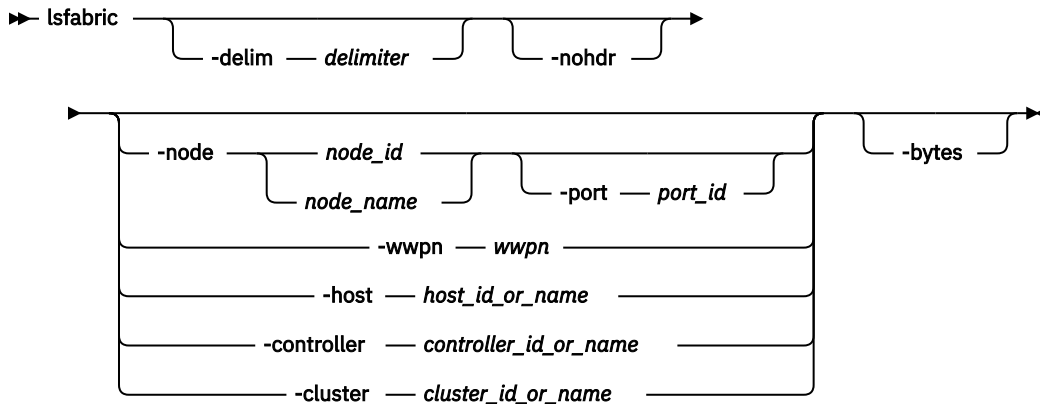 lsfabric
-delim delimiter -nohdr
-node node_id -bytes
node_name -port port_id
-wwpn wwpn
-host host_id_or_name
-controller controller_id_or_name
-cluster cluster_id_or_name